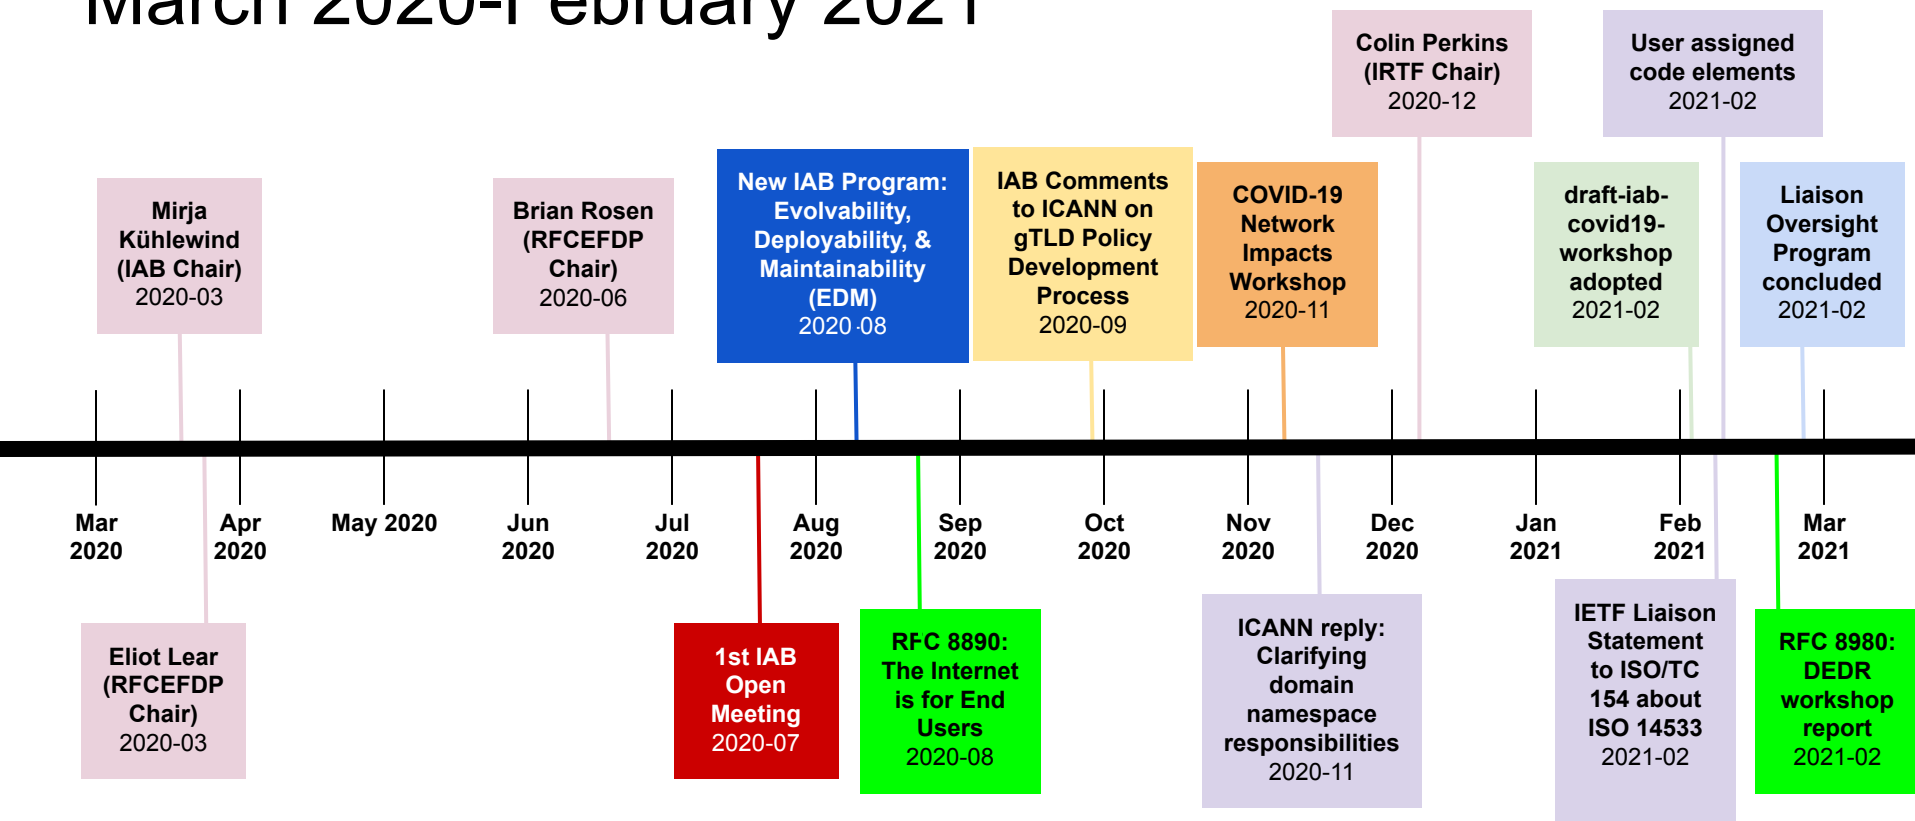 March 2020-February 2021
Colin Perkins
(IRTF Chair)
2020-12
User assigned
code elements
2021-02
Mirja
Kühlewind
(IAB Chair)
2020-03
Brian Rosen
(RFCEFDP
Chair)
2020-06
New IAB Program:
Evolvability,
Deployability, &
Maintainability
(EDM)
2020-08
IAB Comments
to ICANN on
gTLD Policy
Development
Process
2020-09
COVID-19
Network
Impacts
Workshop
2020-11
draft-iab-
covid19-
workshop
adopted
2021-02
Liaison
Oversight
Program
concluded
2021-02
Mar
2020
Apr
2020
May 2020
Jun
2020
Jul
2020
Aug
2020
Sep
2020
Oct
2020
Nov
2020
Dec
2020
Jan
2021
Feb
2021
Mar
2021
Eliot Lear
(RFCEFDP
Chair)
2020-03
1st IAB
Open
Meeting
2020-07
RFC 8890:
The Internet
is for End
Users
2020-08
ICANN reply:
Clarifying
domain
namespace
responsibilities
2020-11
IETF Liaison
Statement
to ISO/TC
154 about
ISO 14533
2021-02
RFC 8980:
DEDR
workshop
report
2021-02